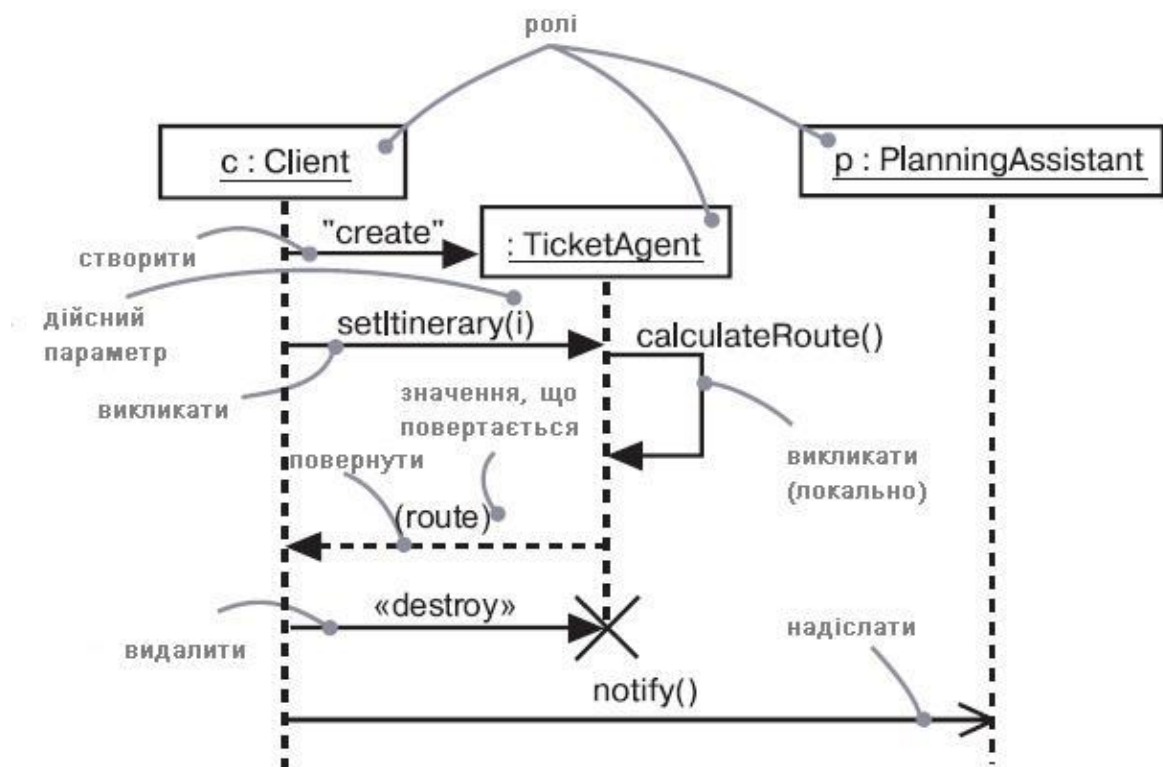 ролі
c : Client
p : PlanningAssistant
"create"
: TicketAgent
створити
дійсний
параметр
setItinerary(i)
calculateRoute()
викликати
значення, що
повертається
повернути
викликати
(локально)
(route)
«destroy»
видалити
надіслати
notify()